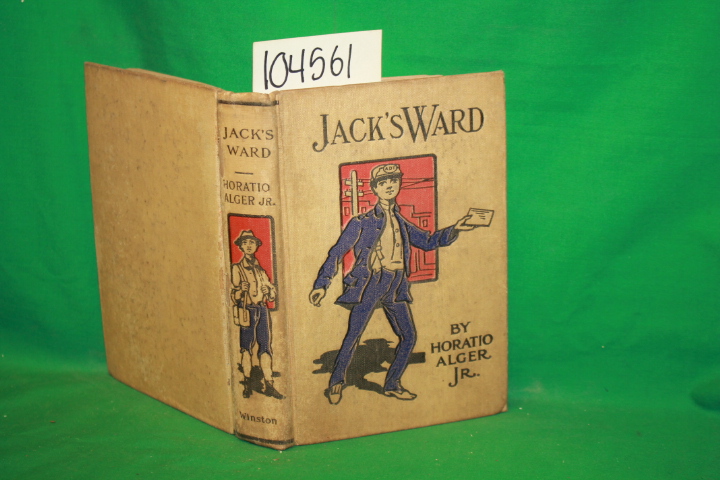 104561
JACK'S
WARD
HORATIO
ALGER JR.
Winston
JACK'S WARD
BY
HORATIO
ALGER
JR.